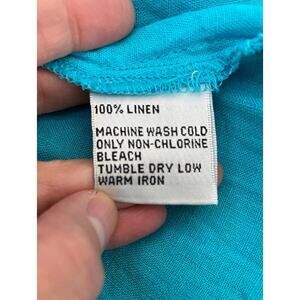 100% LINEN
MACHINE WASH COLD
ONLY NON-CHLORINE
BLEACH
TUMBLE DRY LOW
WARM IRON